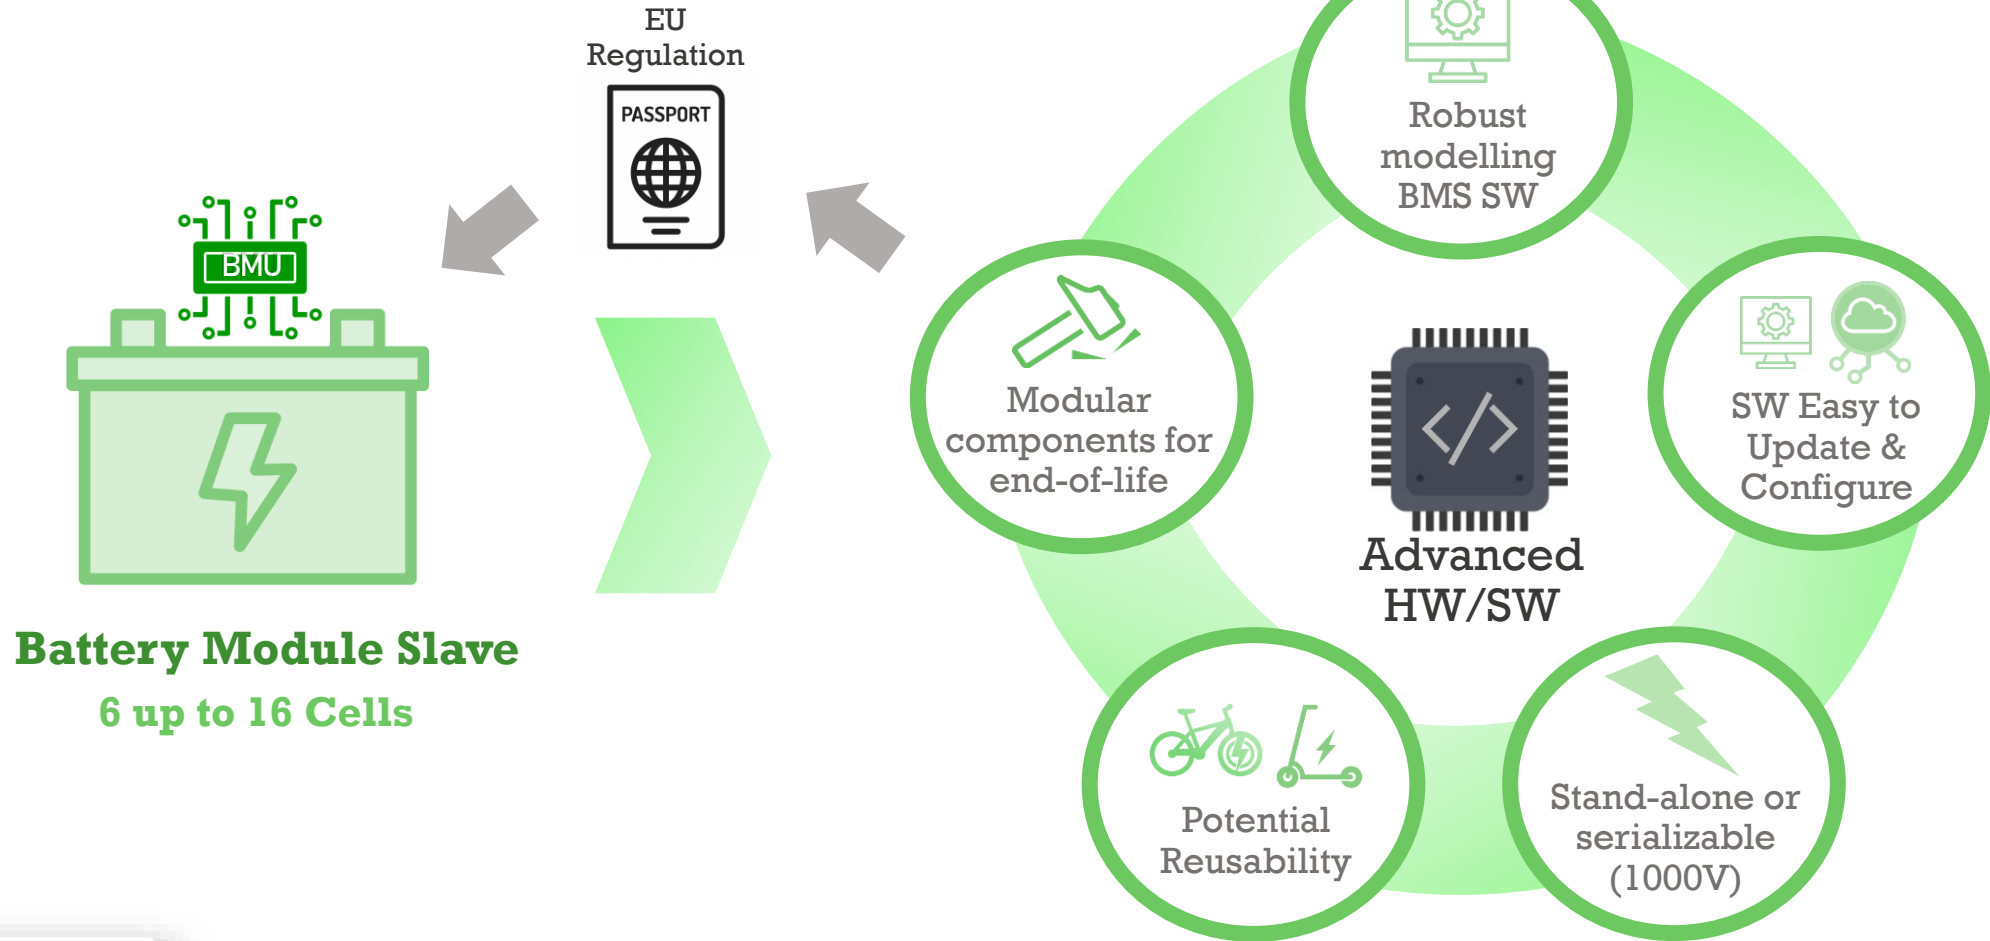 EU
Regulation
PASSPORT
BMU
Battery Module Slave
6 up to 16 Cells
Robust
modelling
BMS SW
SW Easy to
Update &
Configure
Modular
components for
end-of-life
Advanced
HW/SW
Potential
Reusability
Stand-alone or
serializable
(1000V)